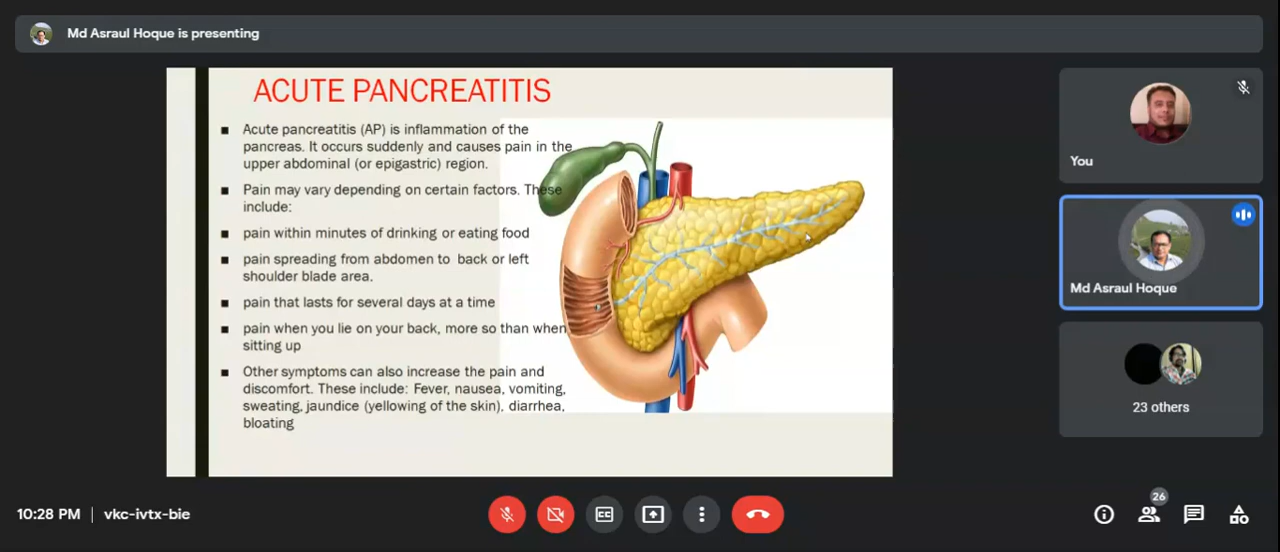 Md Asraul Hoque is presenting
ACUTE PANCREATITIS
Acute pancreatitis (AP) is inflammation of the
pancreas. It occurs suddenly and causes pain in the
upper abdominal (or epigastric) region.
Pain may vary depending on certain factors. These
include:
pain within minutes of drinking or eating food
pain spreading from abdomen to back or left
shoulder blade area.
pain that lasts for several days at a time
pain when you lie on your back, more so than when
sitting up
Other symptoms can also increase the pain and
discomfort. These include: Fever, nausea, vomiting,
sweating, jaundice (yellowing of the skin), diarrhea,
bloating
You
Md Asraul Hoque
23 others
10:28 PM | vkc-ivtx-bie
CC
26